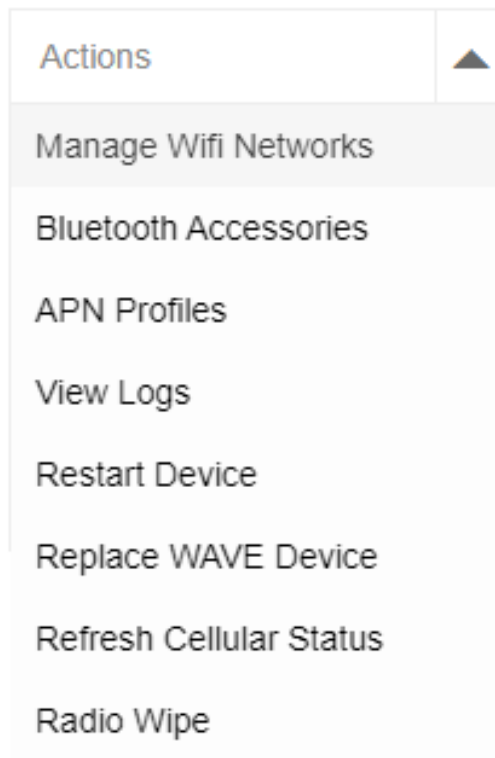 Actions
Manage Wifi Networks
Bluetooth Accessories
APN Profiles
View Logs
Restart Device
Replace WAVE Device
Refresh Cellular Status
Radio Wipe